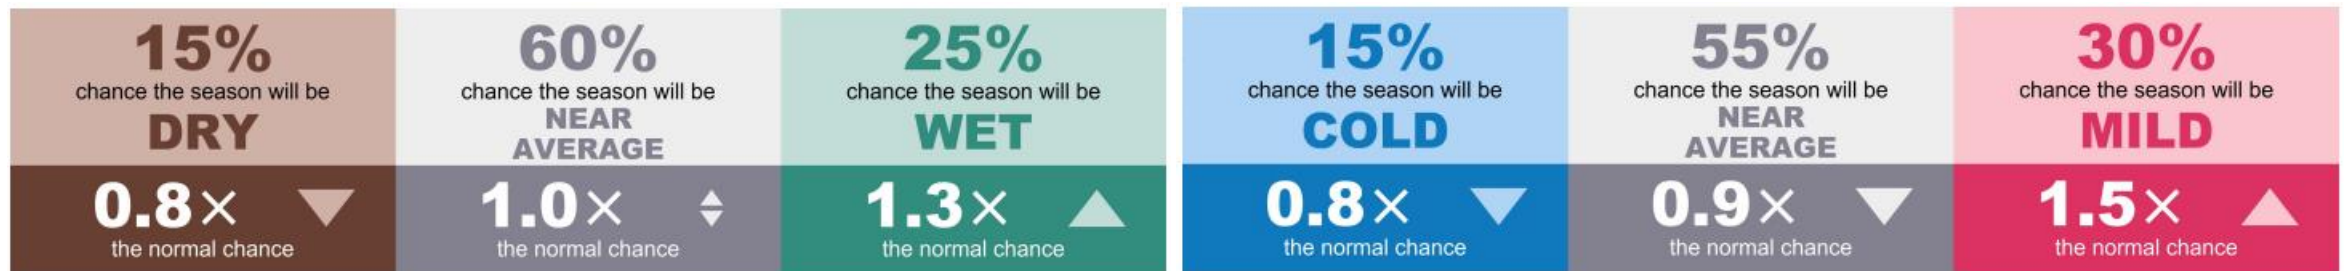 15%
chance the season will be
DRY
0.8×
the normal chance
60%
chance the season will be
NEAR
AVERAGE
1.0×
the normal chance
25%
chance the season will be
WET
1.3×
the normal chance
15%
chance the season will be
COLD
0.8×
the normal chance
55%
chance the season will be
NEAR
AVERAGE
0.9×
the normal chance
30%
chance the season will be
MILD
1.5×
the normal chance